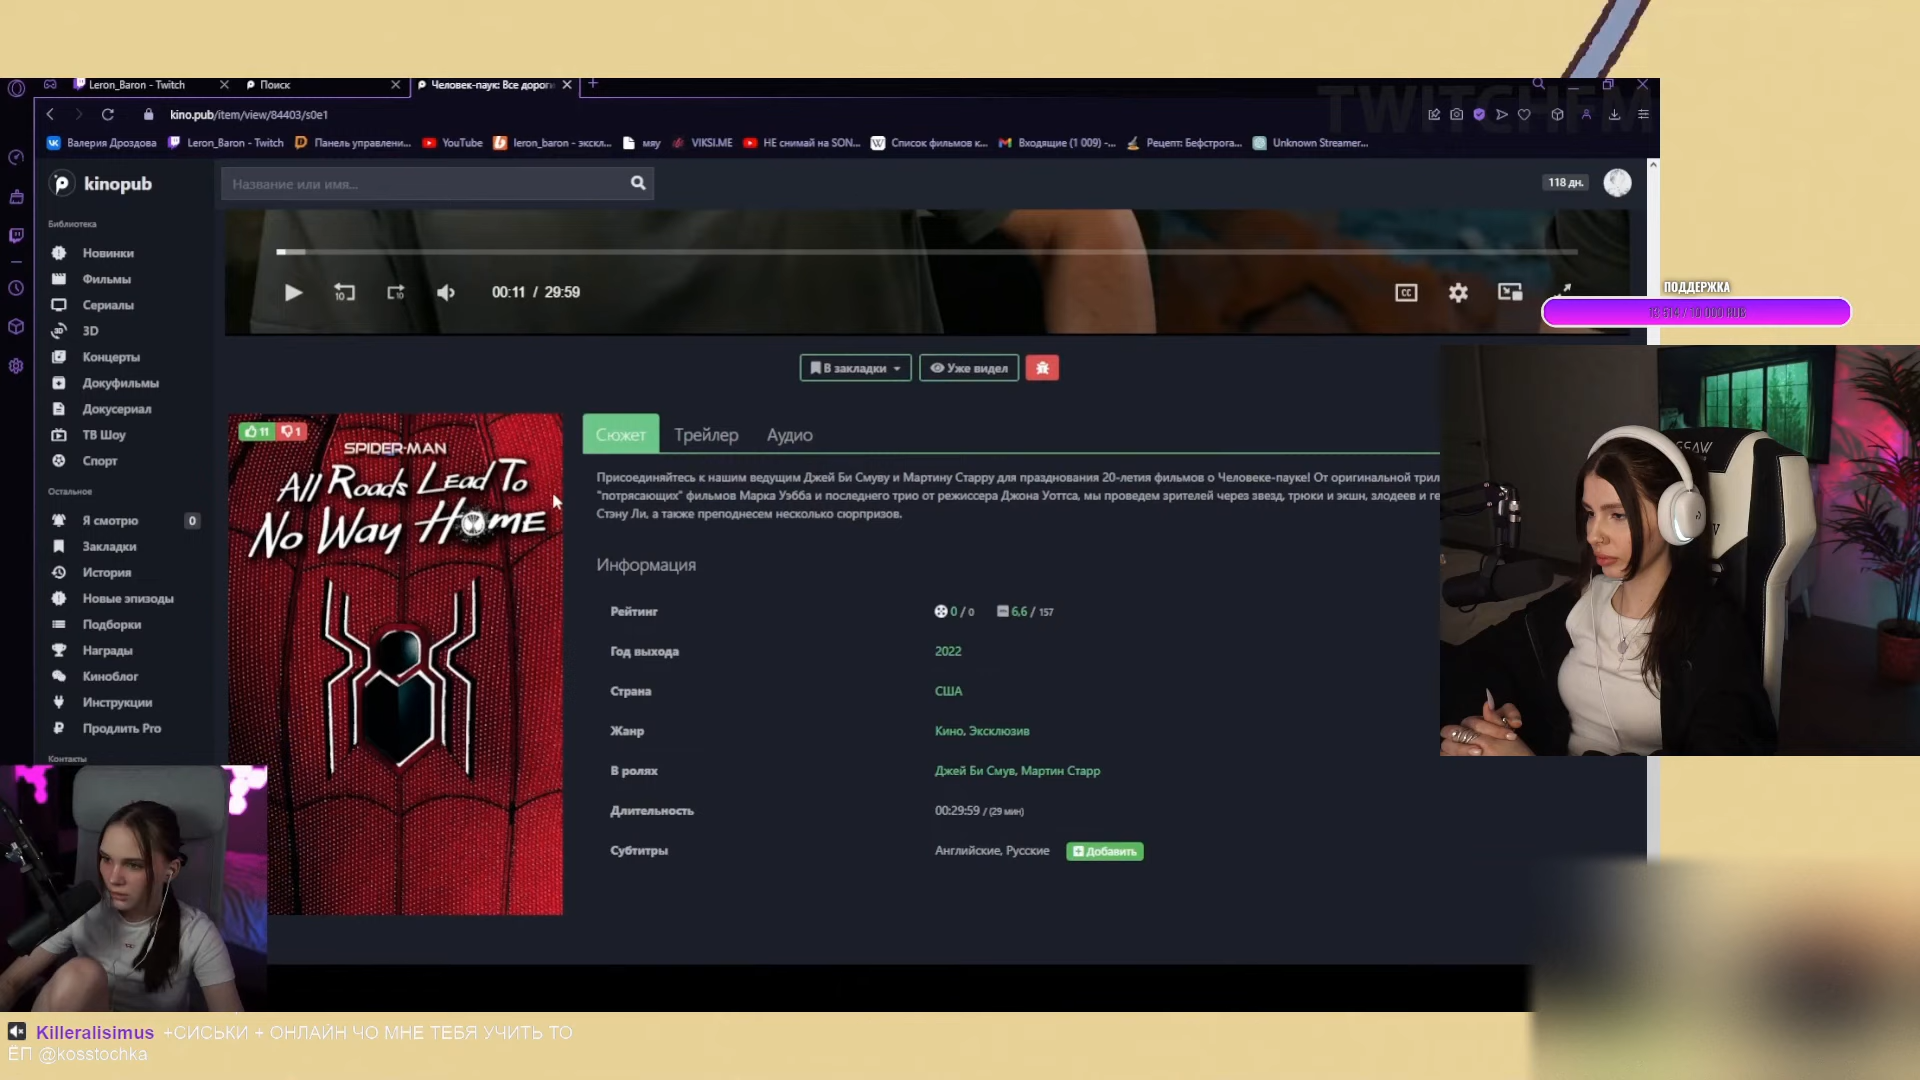 Leron_Baron - Twitch
Поиск
Человек-паук: Все дорог
TWITCHFM
kino.pub/item/view/84403/s0e1
Валерия Дроздова
Leron_Baron - Twitch
Панель управлени...
YouTube
leron_baron - экскл...
мяу
VIKSI.ME
НЕ снимай на SON...
Список фильмов к...
Входящие (1 009) -...
Рецепт: Бефстрога...
Unknown Streamer...
kinopub
Название или имя...
118 дн.
Библиотека
Новинки
Фильмы
Сериалы
3D
Концерты
Докуфильмы
Докусериал
ТВ Шоу
Спорт
Остальное
Я смотрю 0
Закладки
История
Новые эпизоды
Подборки
Награды
Киноблог
Инструкции
Продлить Pro
Контакты
10
10
00:11 / 29:59
CC
ПОДДЕРЖКА
В закладки
Уже видел
11 1
SPIDER-MAN
All Roads Lead To
No Way Home
Сюжет Трейлер Аудио
Присоединяйтесь к нашим ведущим Джей Би Смуву и Мартину Старру для празднования 20-летия фильмов о Человеке-пауке! От оригинальной трил
"потрясающих" фильмов Марка Уэбба и последнего трио от режиссера Джона Уоттса, мы проведем зрителей через звезд, трюки и экшн, злодеев и ге
Стэну Ли, а также преподнесем несколько сюрпризов.
Информация
Рейтинг 0 / 0 6,6 / 157
Год выхода 2022
Страна США
Жанр Кино, Эксклюзив
В ролях Джей Би Смув, Мартин Старр
Длительность 00:29:59 / (29 мин)
Субтитры Английские, Русские Добавить
Killeralisimus +СИСЬКИ + ОНЛАЙН ЧО МНЕ ТЕБЯ УЧИТЬ ТО
ЁП @kosstochka